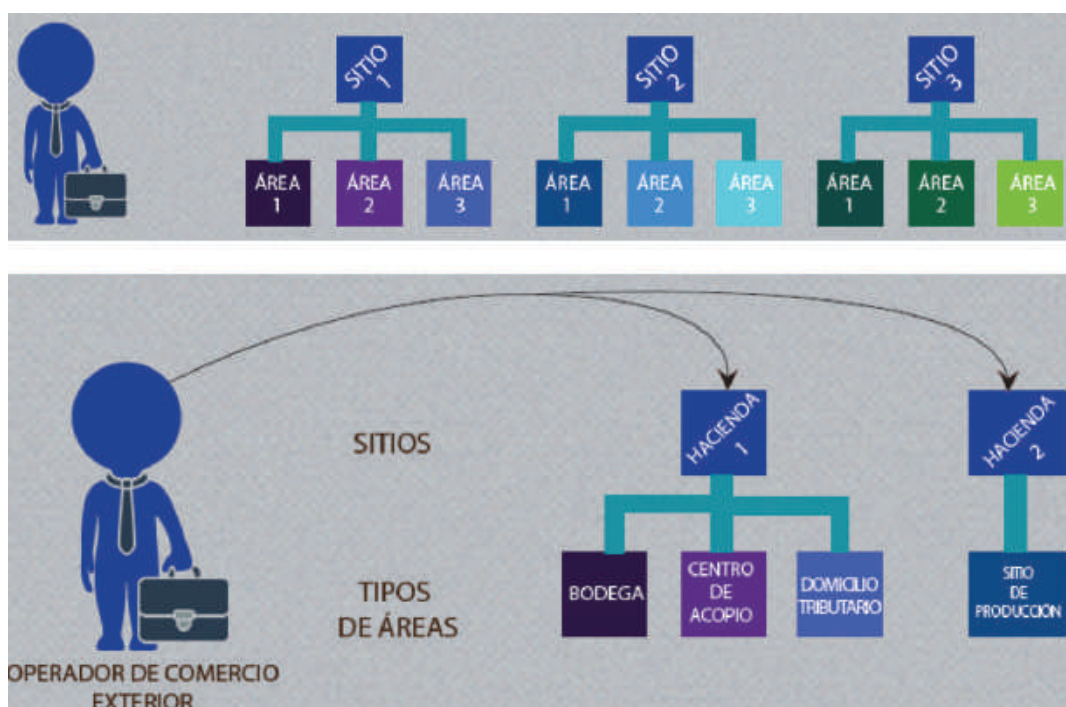 SITIO
1
SITIO
2
SITIO
3
ÁREA
1
ÁREA
2
ÁREA
3
ÁREA
1
ÁREA
2
ÁREA
3
ÁREA
1
ÁREA
2
ÁREA
3
SITIOS
HACIENDA
1
HACIENDA
2
TIPOS
DE ÁREAS
BODEGA
CENTRO
DE
ACOPIO
DOMICILIO
TRIBUTARIO
SITIO
DE
PRODUCCIÓN
OPERADOR DE COMERCIO
EXTERIOR